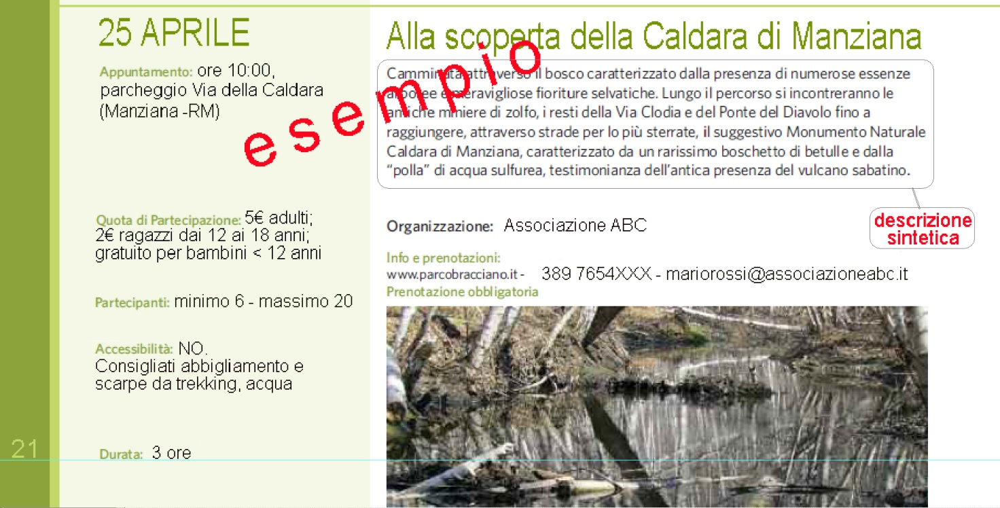 25 APRILE
Appuntamento: ore 10:00,
parcheggio Via della Caldara
(Manziana -RM)
Quota di Partecipazione: 5€ adulti;
2€ ragazzi dai 12 ai 18 anni;
gratuito per bambini < 12 anni
Partecipanti: minimo 6 - massimo 20
Accessibilità: NO.
Consigliati abbigliamento e
scarpe da trekking, acqua
Durata: 3 ore
21
esempio
Alla scoperta della Caldara di Manziana
Camminata attraverso il bosco caratterizzato dalla presenza di numerose essenze
arboree e meravigliose fioriture selvatiche. Lungo il percorso si incontreranno le
antiche miniere di zolfo, i resti della Via Clodia e del Ponte del Diavolo fino a
raggiungere, attraverso strade per lo più sterrate, il suggestivo Monumento Naturale
Caldara di Manziana, caratterizzato da un rarissimo boschetto di betulle e dalla
“polla” di acqua sulfurea, testimonianza dell’antica presenza del vulcano sabatino.
descrizione
sintetica
Organizzazione: Associazione ABC
Info e prenotazioni:
www.parcobracciano.it - 389 7654XXX - mariorossi@associazioneabc.it
Prenotazione obbligatoria